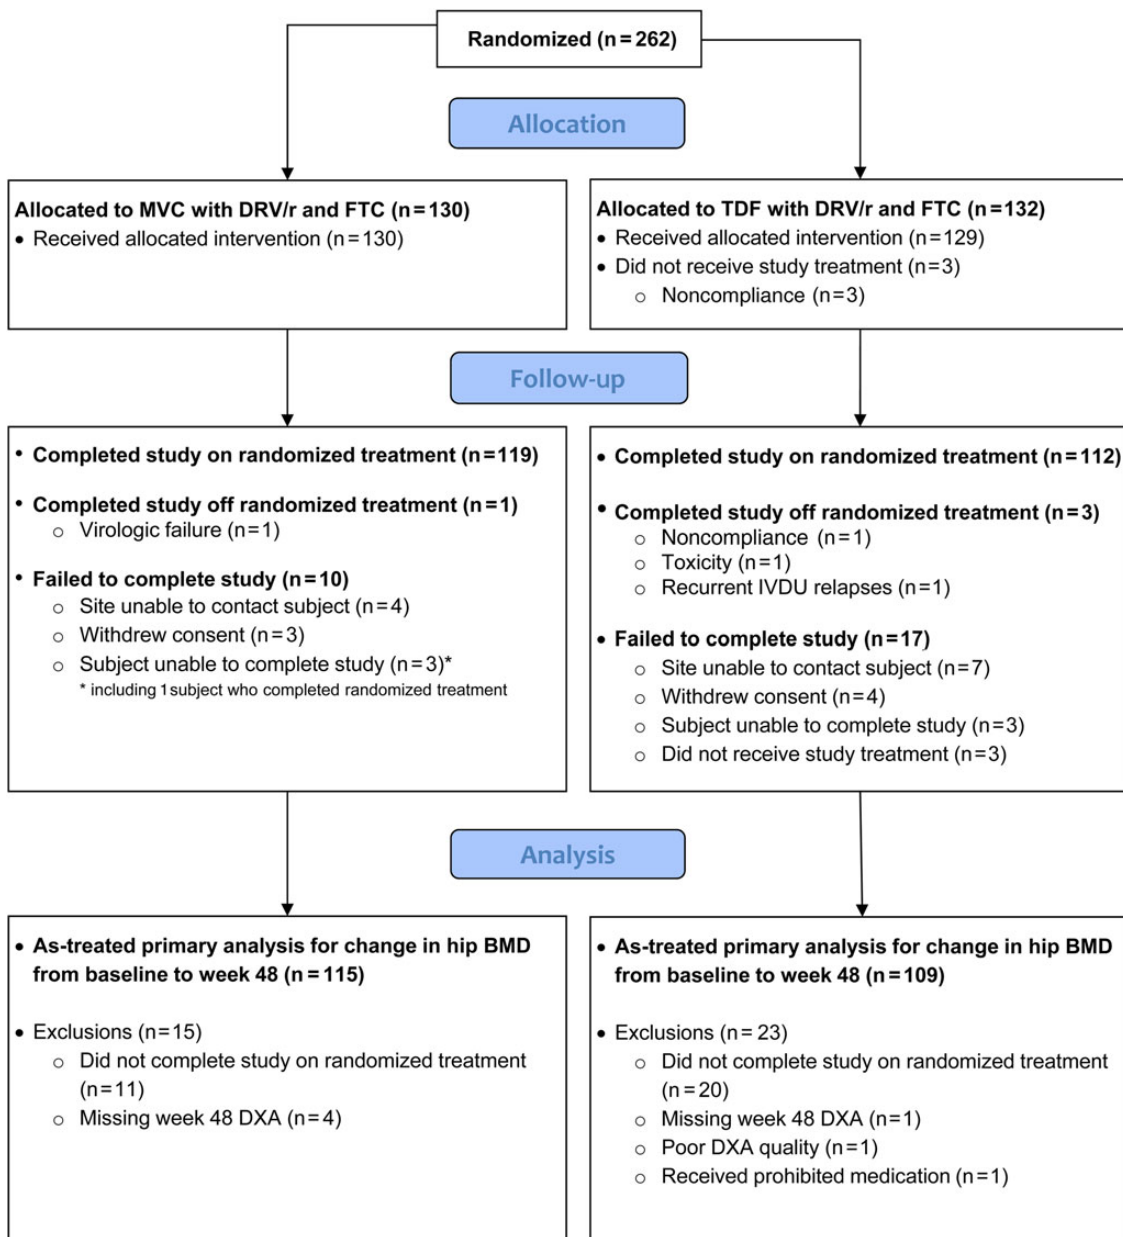 Randomized (n=262)
Allocation
Allocated to MVC with DRV/r and FTC (n=130)
• Received allocated intervention (n=130)
Allocated to TDF with DRV/r and FTC (n=132)
• Received allocated intervention (n=129)
• Did not receive study treatment (n=3)
o Noncompliance (n=3)
Follow-up
• Completed study on randomized treatment (n=119)
• Completed study off randomized treatment (n=1)
o Virologic failure (n=1)
• Failed to complete study (n=10)
o Site unable to contact subject (n=4)
o Withdrew consent (n=3)
o Subject unable to complete study (n=3)*
* including 1 subject who completed randomized treatment
• Completed study on randomized treatment (n=112)
• Completed study off randomized treatment (n=3)
o Noncompliance (n=1)
o Toxicity (n=1)
o Recurrent IVDU relapses (n=1)
• Failed to complete study (n=17)
o Site unable to contact subject (n=7)
o Withdrew consent (n=4)
o Subject unable to complete study (n=3)
o Did not receive study treatment (n=3)
Analysis
• As-treated primary analysis for change in hip BMD
from baseline to week 48 (n=115)
• Exclusions (n=15)
o Did not complete study on randomized treatment
(n=11)
o Missing week 48 DXA (n=4)
• As-treated primary analysis for change in hip BMD
from baseline to week 48 (n=109)
• Exclusions (n=23)
o Did not complete study on randomized treatment
(n=20)
o Missing week 48 DXA (n=1)
o Poor DXA quality (n=1)
o Received prohibited medication (n=1)